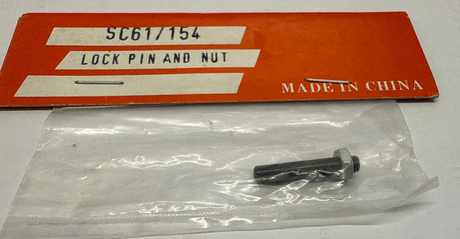 SC61/154
LOCK PIN AND NUT
MADE IN CHINA